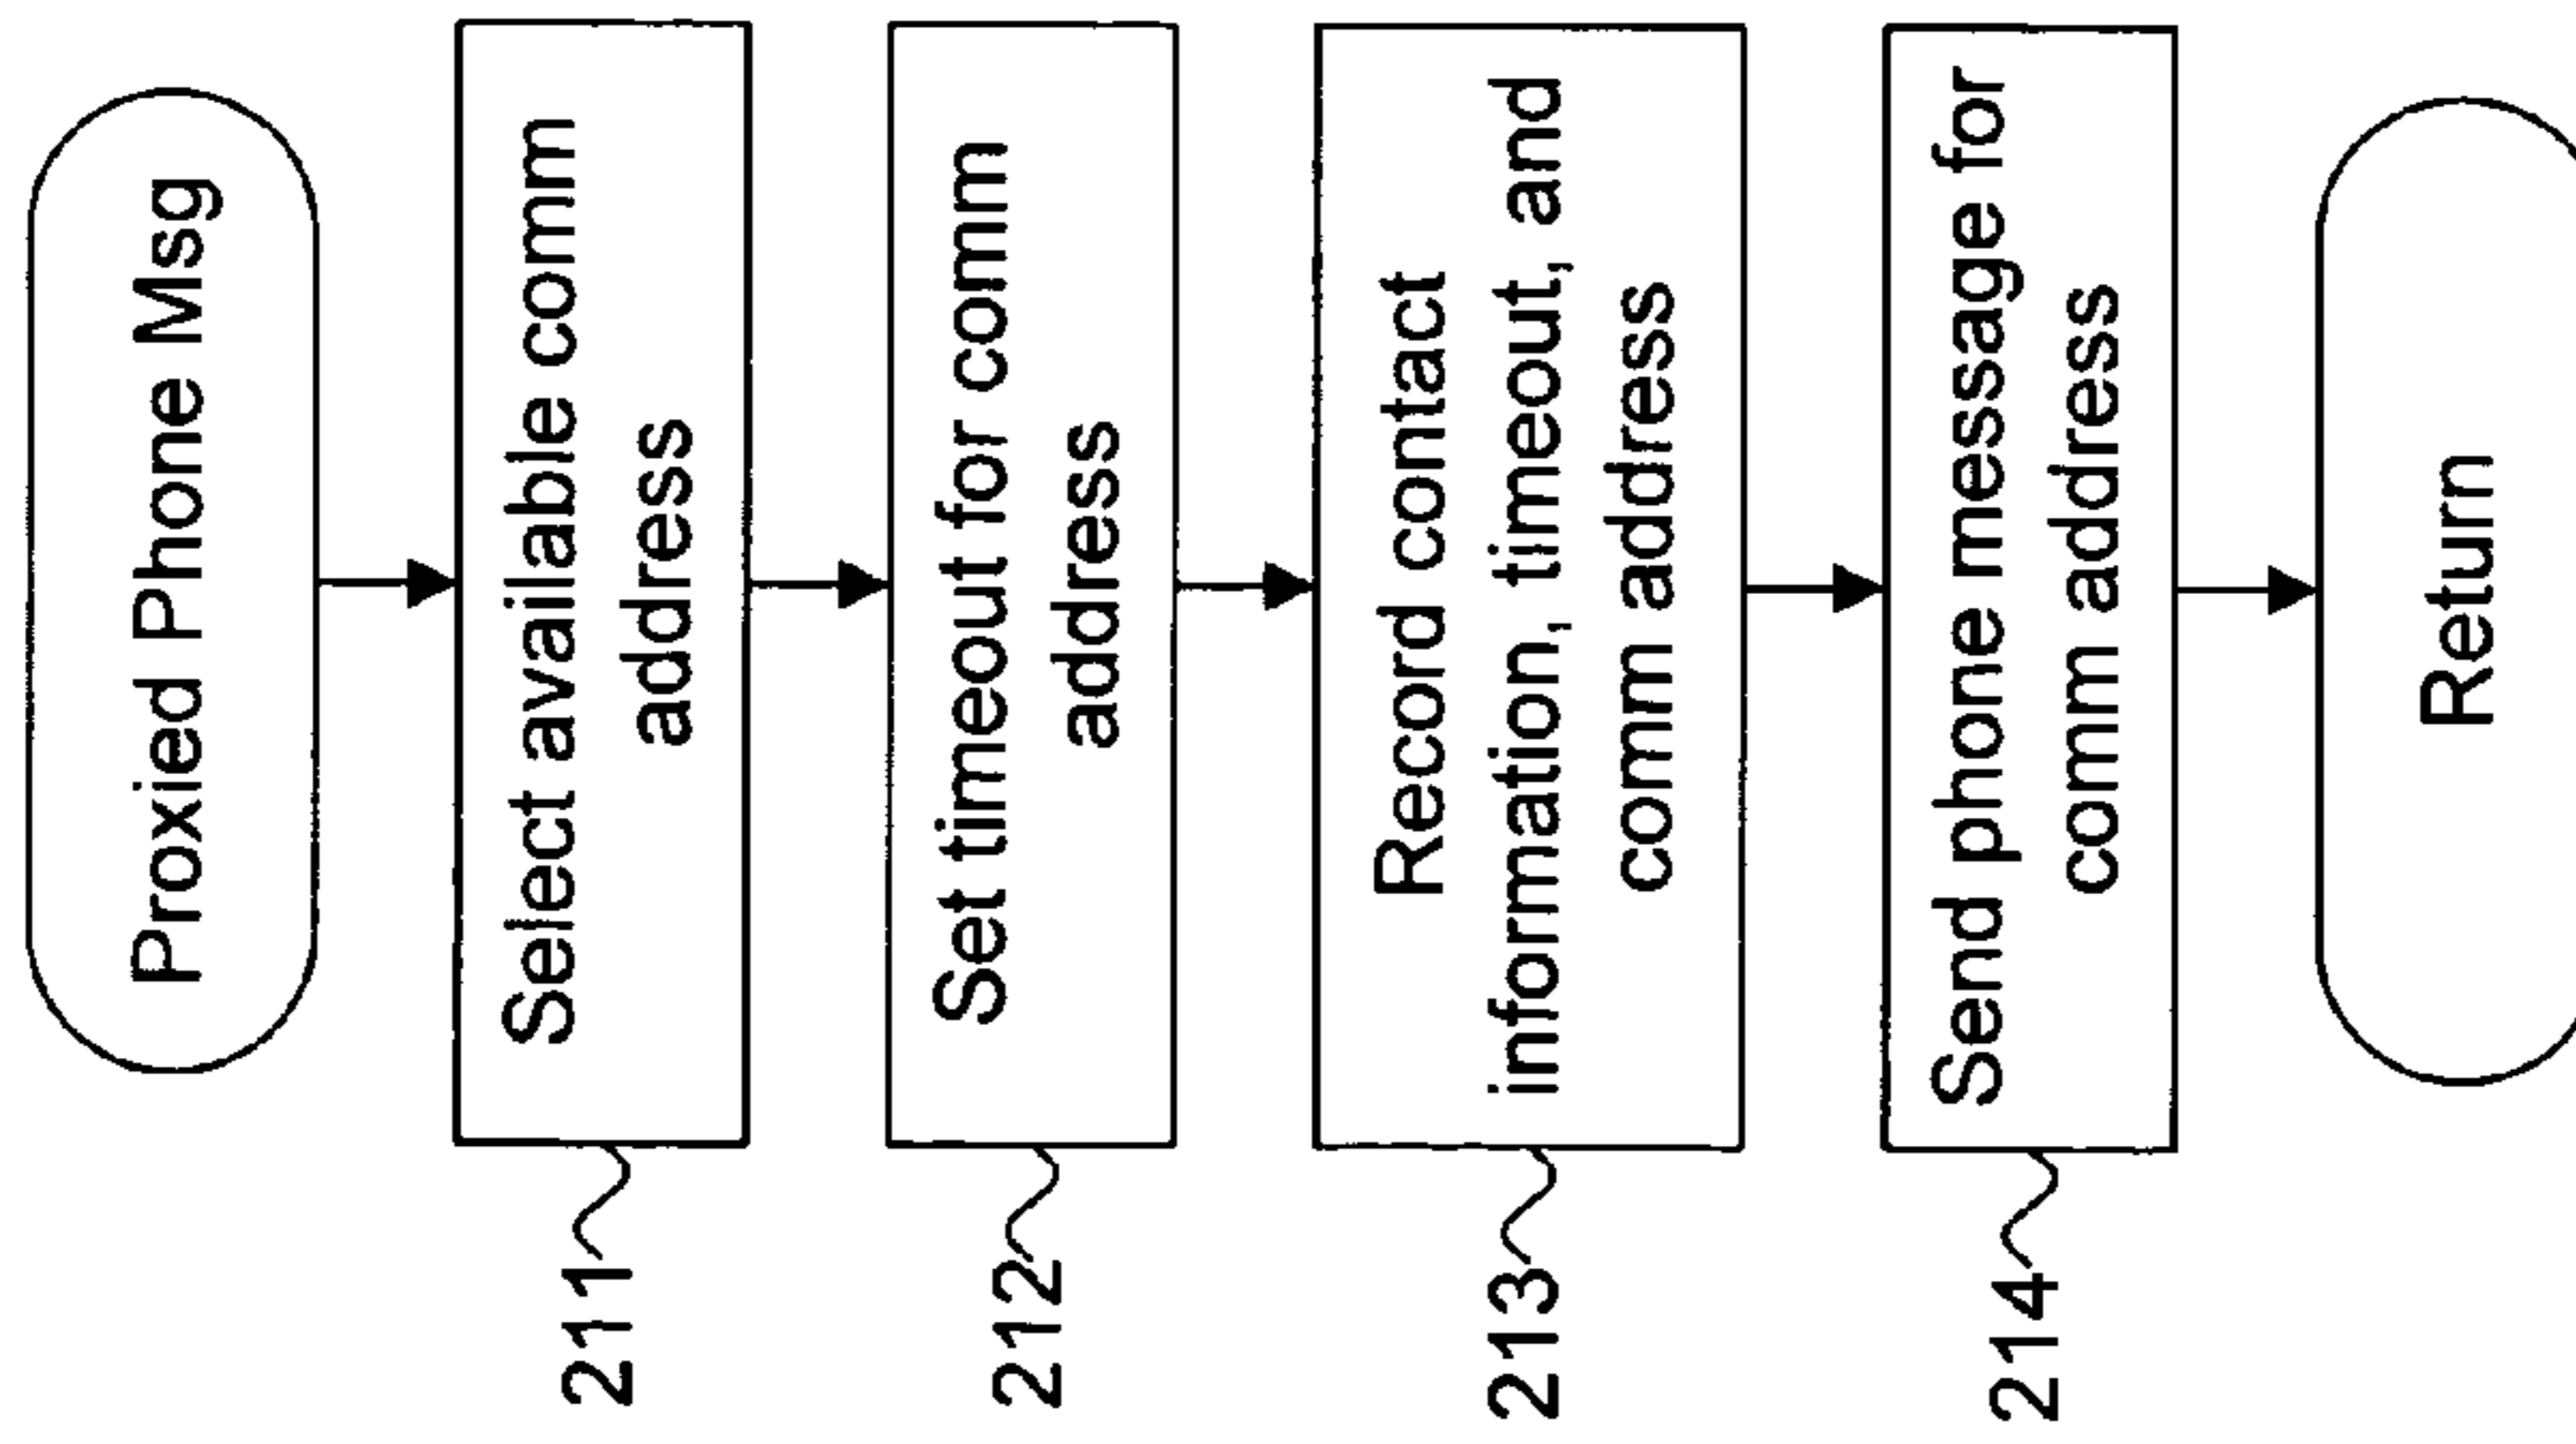 Proxied Phone Msg
211
Select available comm
address
212
Set timeout for comm
address
213
Record contact
information, timeout, and
comm address
214
Send phone message for
comm address
Return